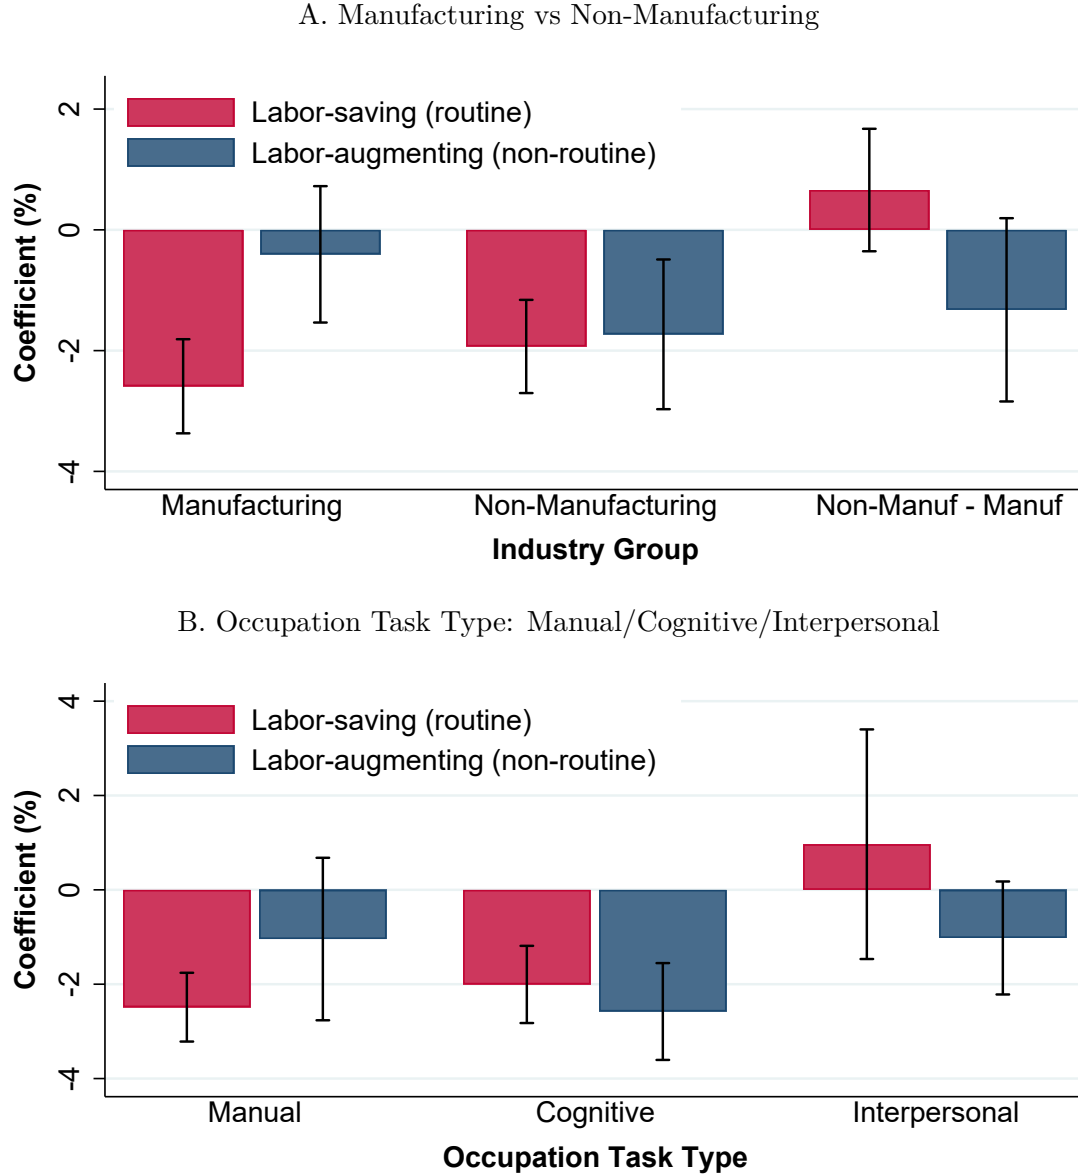 A. Manufacturing vs Non-Manufacturing
Labor-saving (routine)
Labor-augmenting (non-routine)
Coefficient (%)
2
0
-2
-4
Manufacturing
Non-Manufacturing
Non-Manuf - Manuf
Industry Group
B. Occupation Task Type: Manual/Cognitive/Interpersonal
Labor-saving (routine)
Labor-augmenting (non-routine)
Coefficient (%)
4
2
0
-2
-4
Manual
Cognitive
Interpersonal
Occupation Task Type